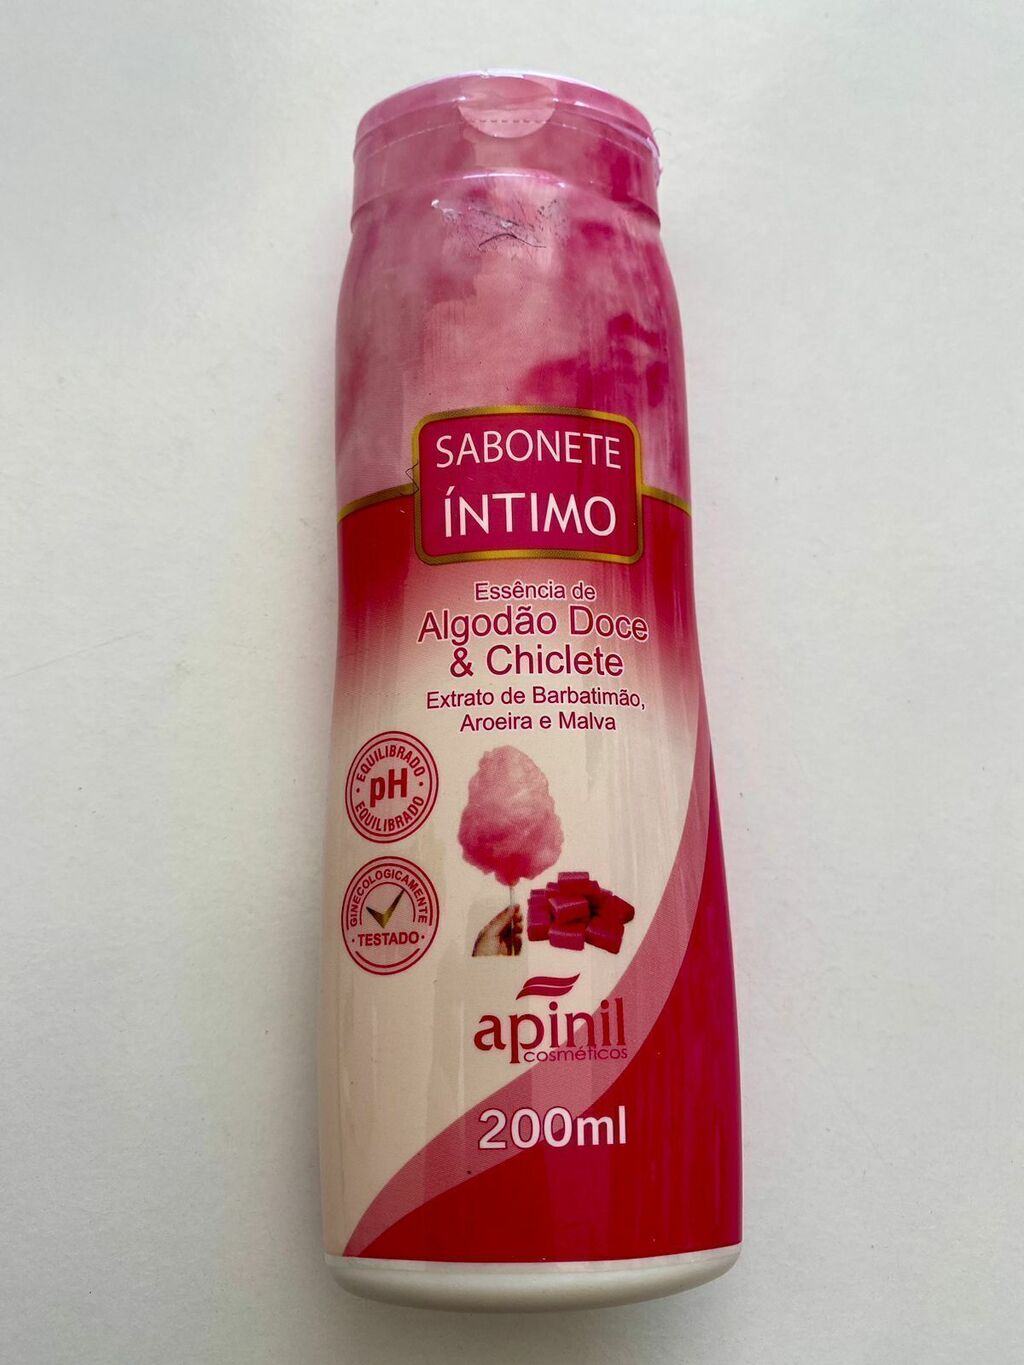 SABONETE
ÍNTIMO
Essência de
Algodão Doce
& Chiclete
Extrato de Barbatimão,
Aroeira e Malva
EQUILIBRADO
pH
EQUILIBRADO
GINECOLOGICAMENTE
TESTADO
apinil
cosméticos
200ml